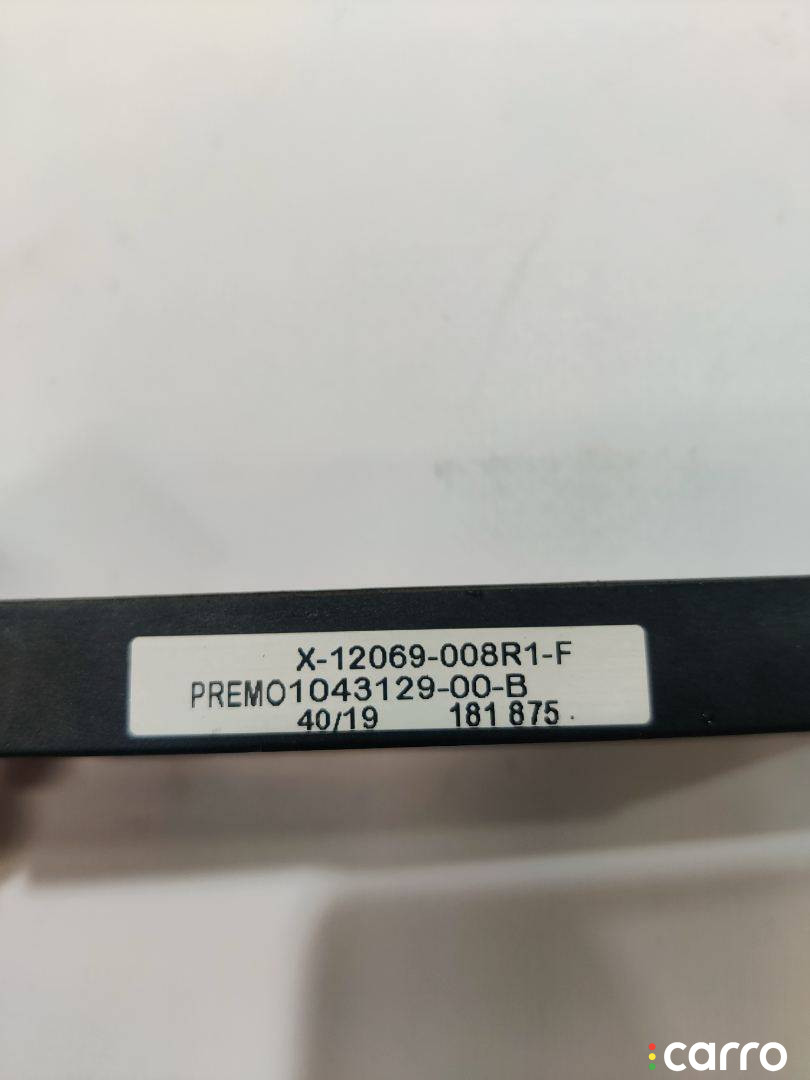 X-12069-008R1-F
PREMO1043129-00-B
40/19 181 875
carro